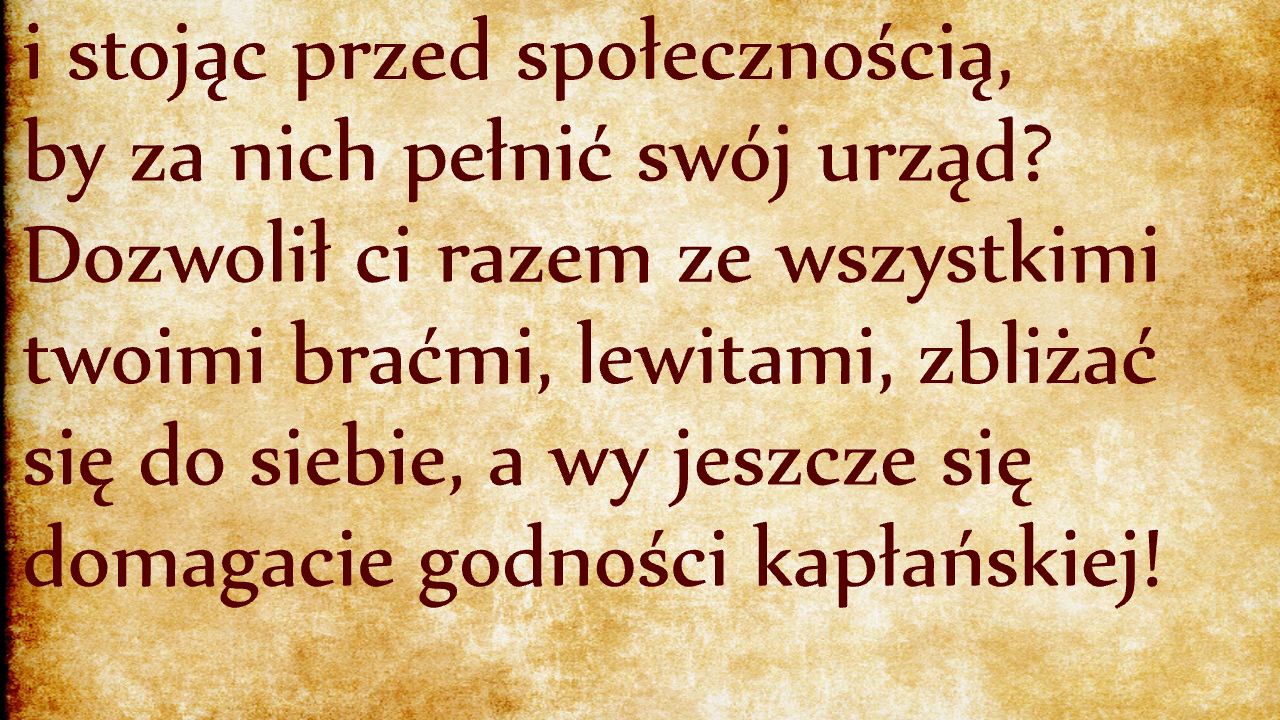 i stojąc przed społecznością,
by za nich pełnić swój urząd?
Dozwolił ci razem ze wszystkimi
twoimi braćmi, lewitami, zbliżać
się do siebie, a wy jeszcze się
domagacie godności kapłańskiej!